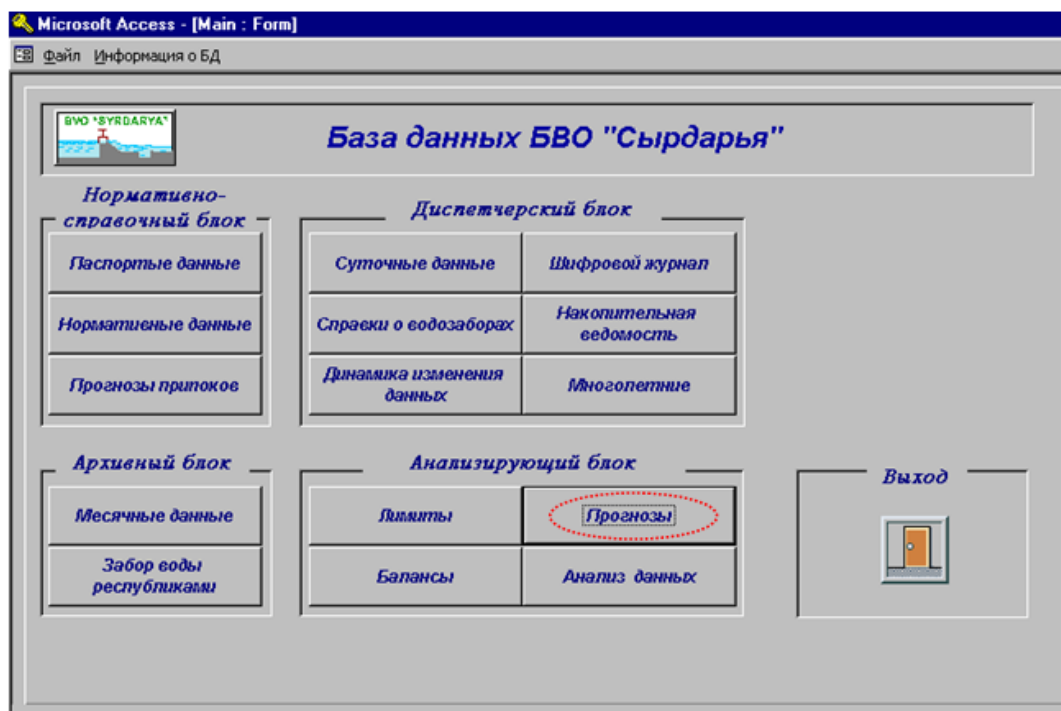 Microsoft Access - [Main : Form]
Файл Информация о БД
BVO "SYRDARYA"
База данных БВО "Сырдарья"
Нормативно-
справочный блок
Паспортые данные
Нормативные данные
Прогнозы притоков
Диспетчерский блок
Суточные данные
Шифровой журнал
Справки о водозаборах
Накопительная
ведомость
Динамика изменения
данных
Многолетние
Архивный блок
Месячные данные
Забор воды
республиками
Анализирующий блок
Лимиты
Прогнозы
Балансы
Анализ данных
Выход